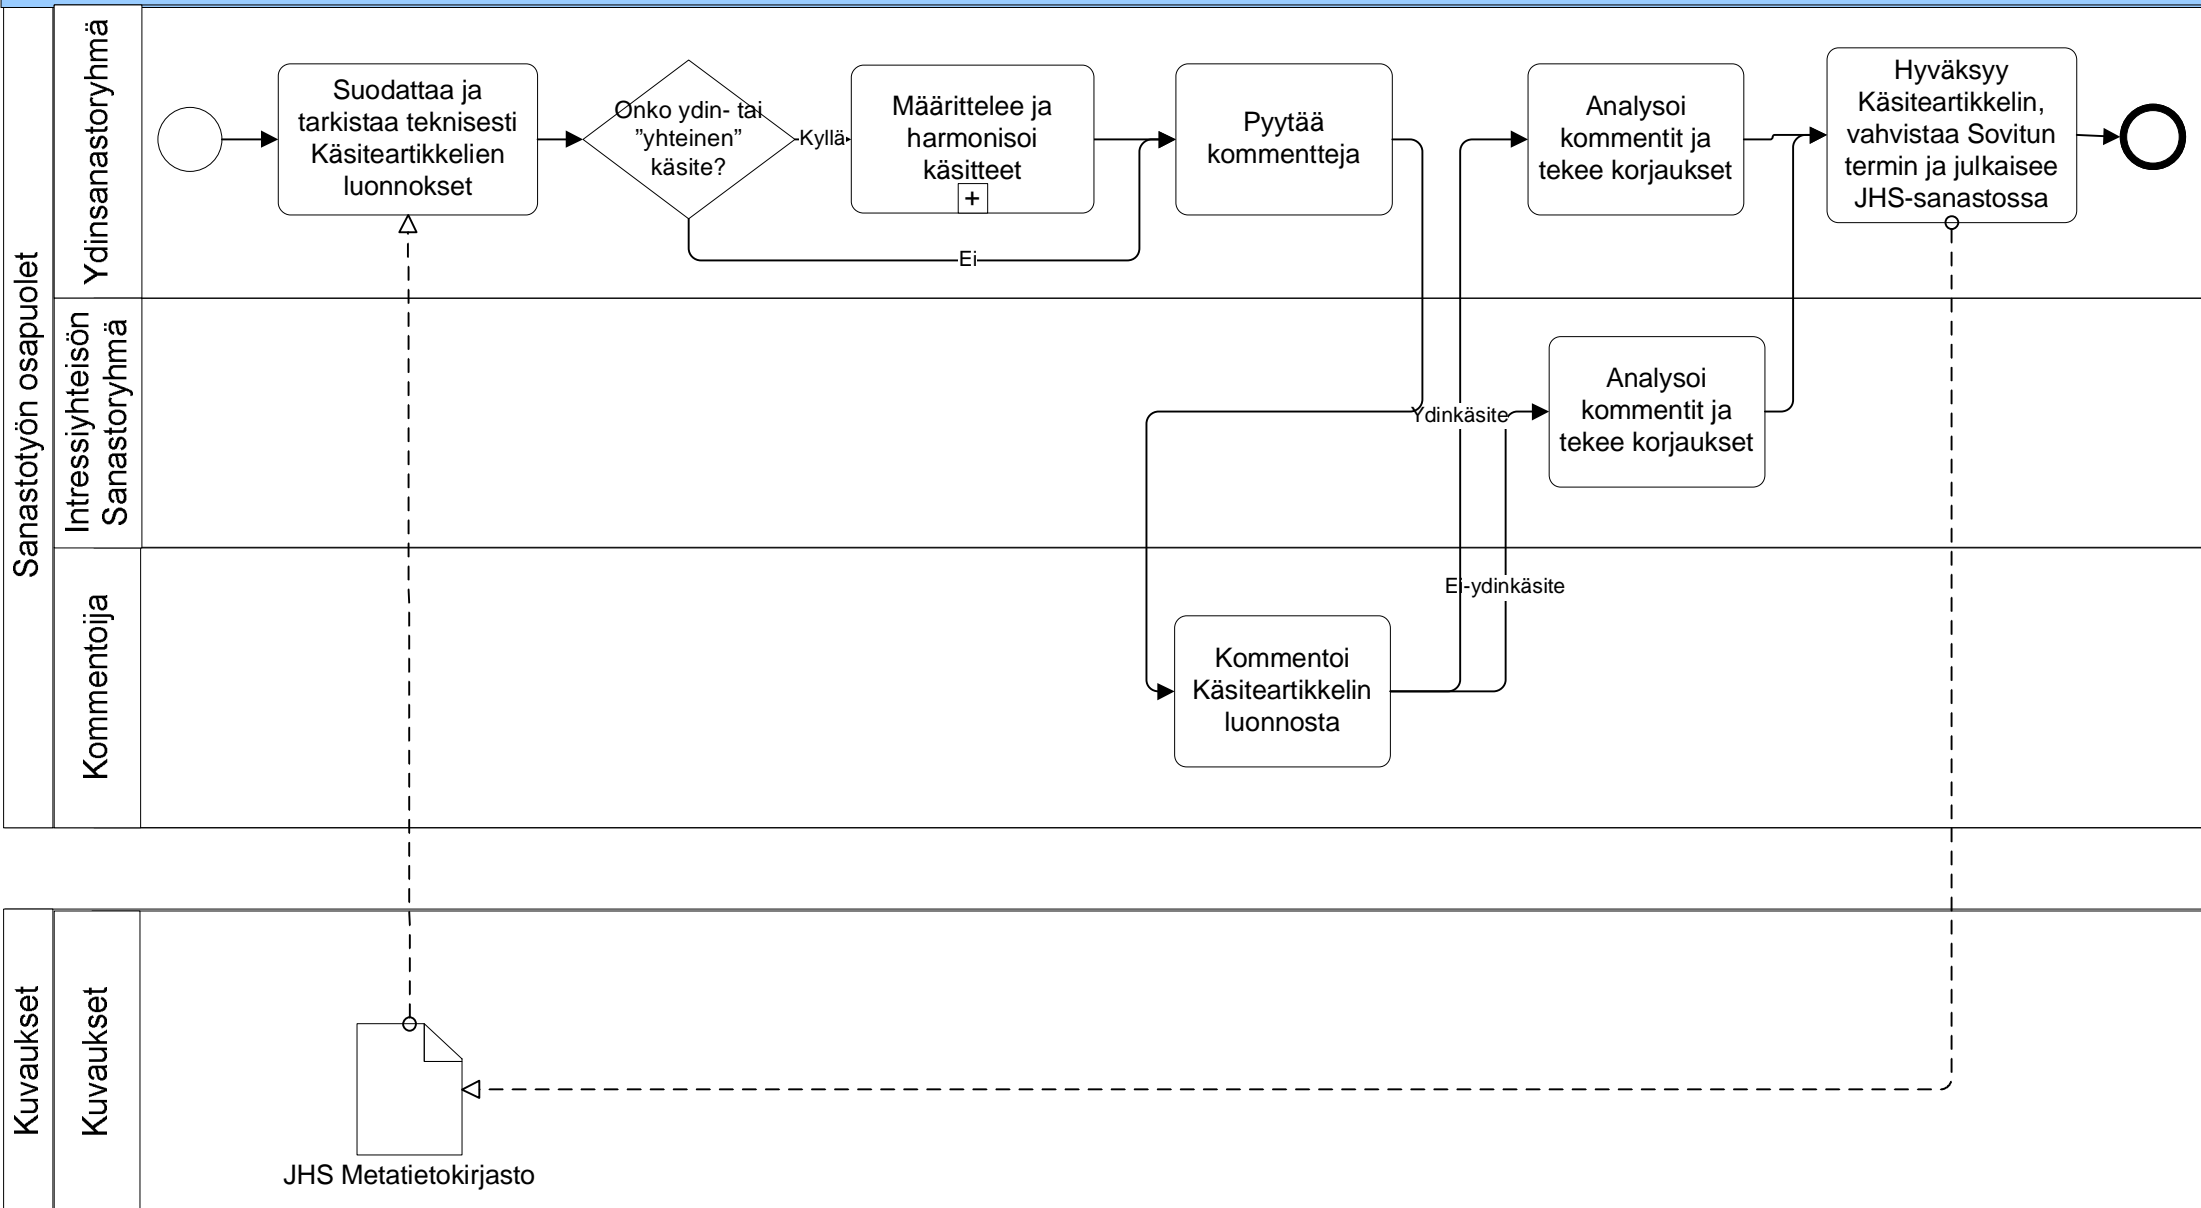 Sanastotyön osapuolet
Ydinsanastoryhmä
Suodattaa ja
tarkistaa teknisesti
Käsiteartikkelien
luonnokset
Onko ydin- tai
”yhteinen”
käsite?
Kyllä
Ei
Määrittelee ja
harmonisoi
käsitteet
+
Pyytää
kommentteja
Analysoi
kommentit ja
tekee korjaukset
Hyväksyy
Käsiteartikkelin,
vahvistaa Sovitun
termin ja julkaisee
JHS-sanastossa
Intressiyhteisön
Sanastoryhmä
Ydinkäsite
Analysoi
kommentit ja
tekee korjaukset
Kommentoija
Ei-ydinkäsite
Kommentoi
Käsiteartikkelin
luonnosta
Kuvaukset
Kuvaukset
JHS Metatietokirjasto